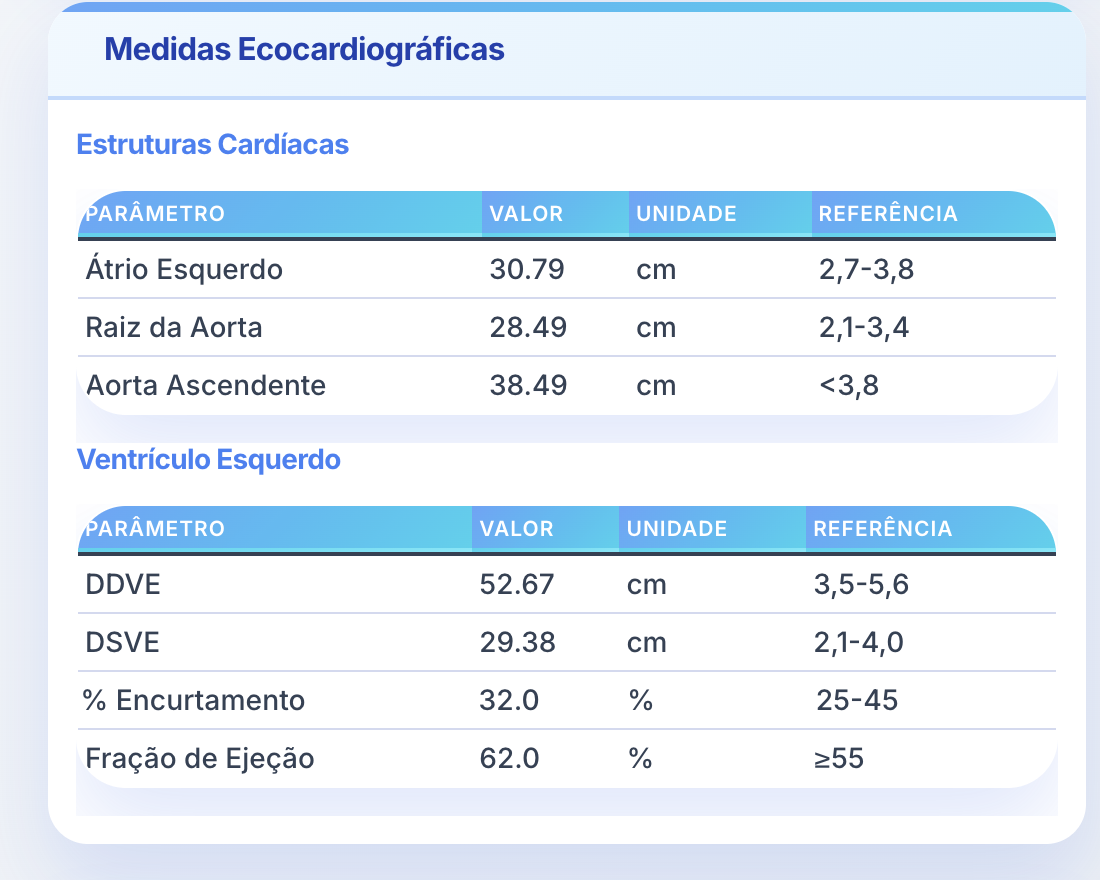 Medidas Ecocardiográficas
Estruturas Cardíacas
PARÂMETRO VALOR UNIDADE REFERÊNCIA
Átrio Esquerdo 30.79 cm 2,7-3,8
Raiz da Aorta 28.49 cm 2,1-3,4
Aorta Ascendente 38.49 cm <3,8
Ventrículo Esquerdo
PARÂMETRO VALOR UNIDADE REFERÊNCIA
DDVE 52.67 cm 3,5-5,6
DSVE 29.38 cm 2,1-4,0
% Encurtamento 32.0 % 25-45
Fração de Ejeção 62.0 % ≥55